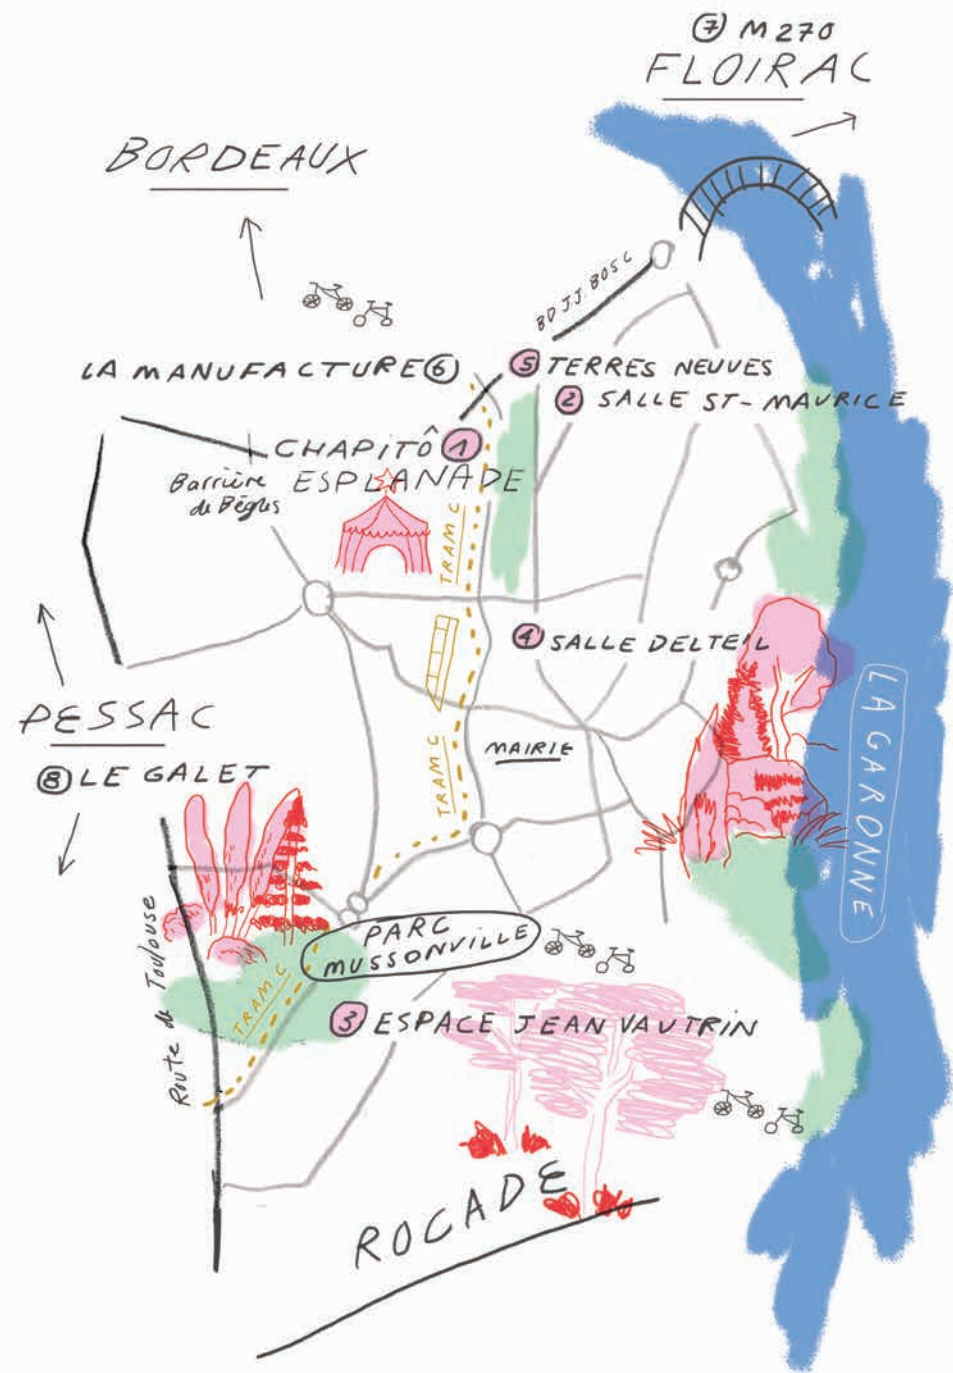 ⑦ M 270
FLOIRAC
BORDEAUX
BD J.J. BOSC
LA MANUFACTURE ⑥
⑤ TERRES NEUVES
② SALLE ST-MAURICE
CHAPITÔ ①
ESPLANADE
Barrière
de Bègles
TRAM C
④ SALLE DELTEIL
LA GARONNE
PESSAC
⑧ LE GALET
MAIRIE
TRAM C
Route de Toulouse
PARC
MUSSONVILLE
TRAM C
③ ESPACE JEAN VAUTRIN
ROCADE